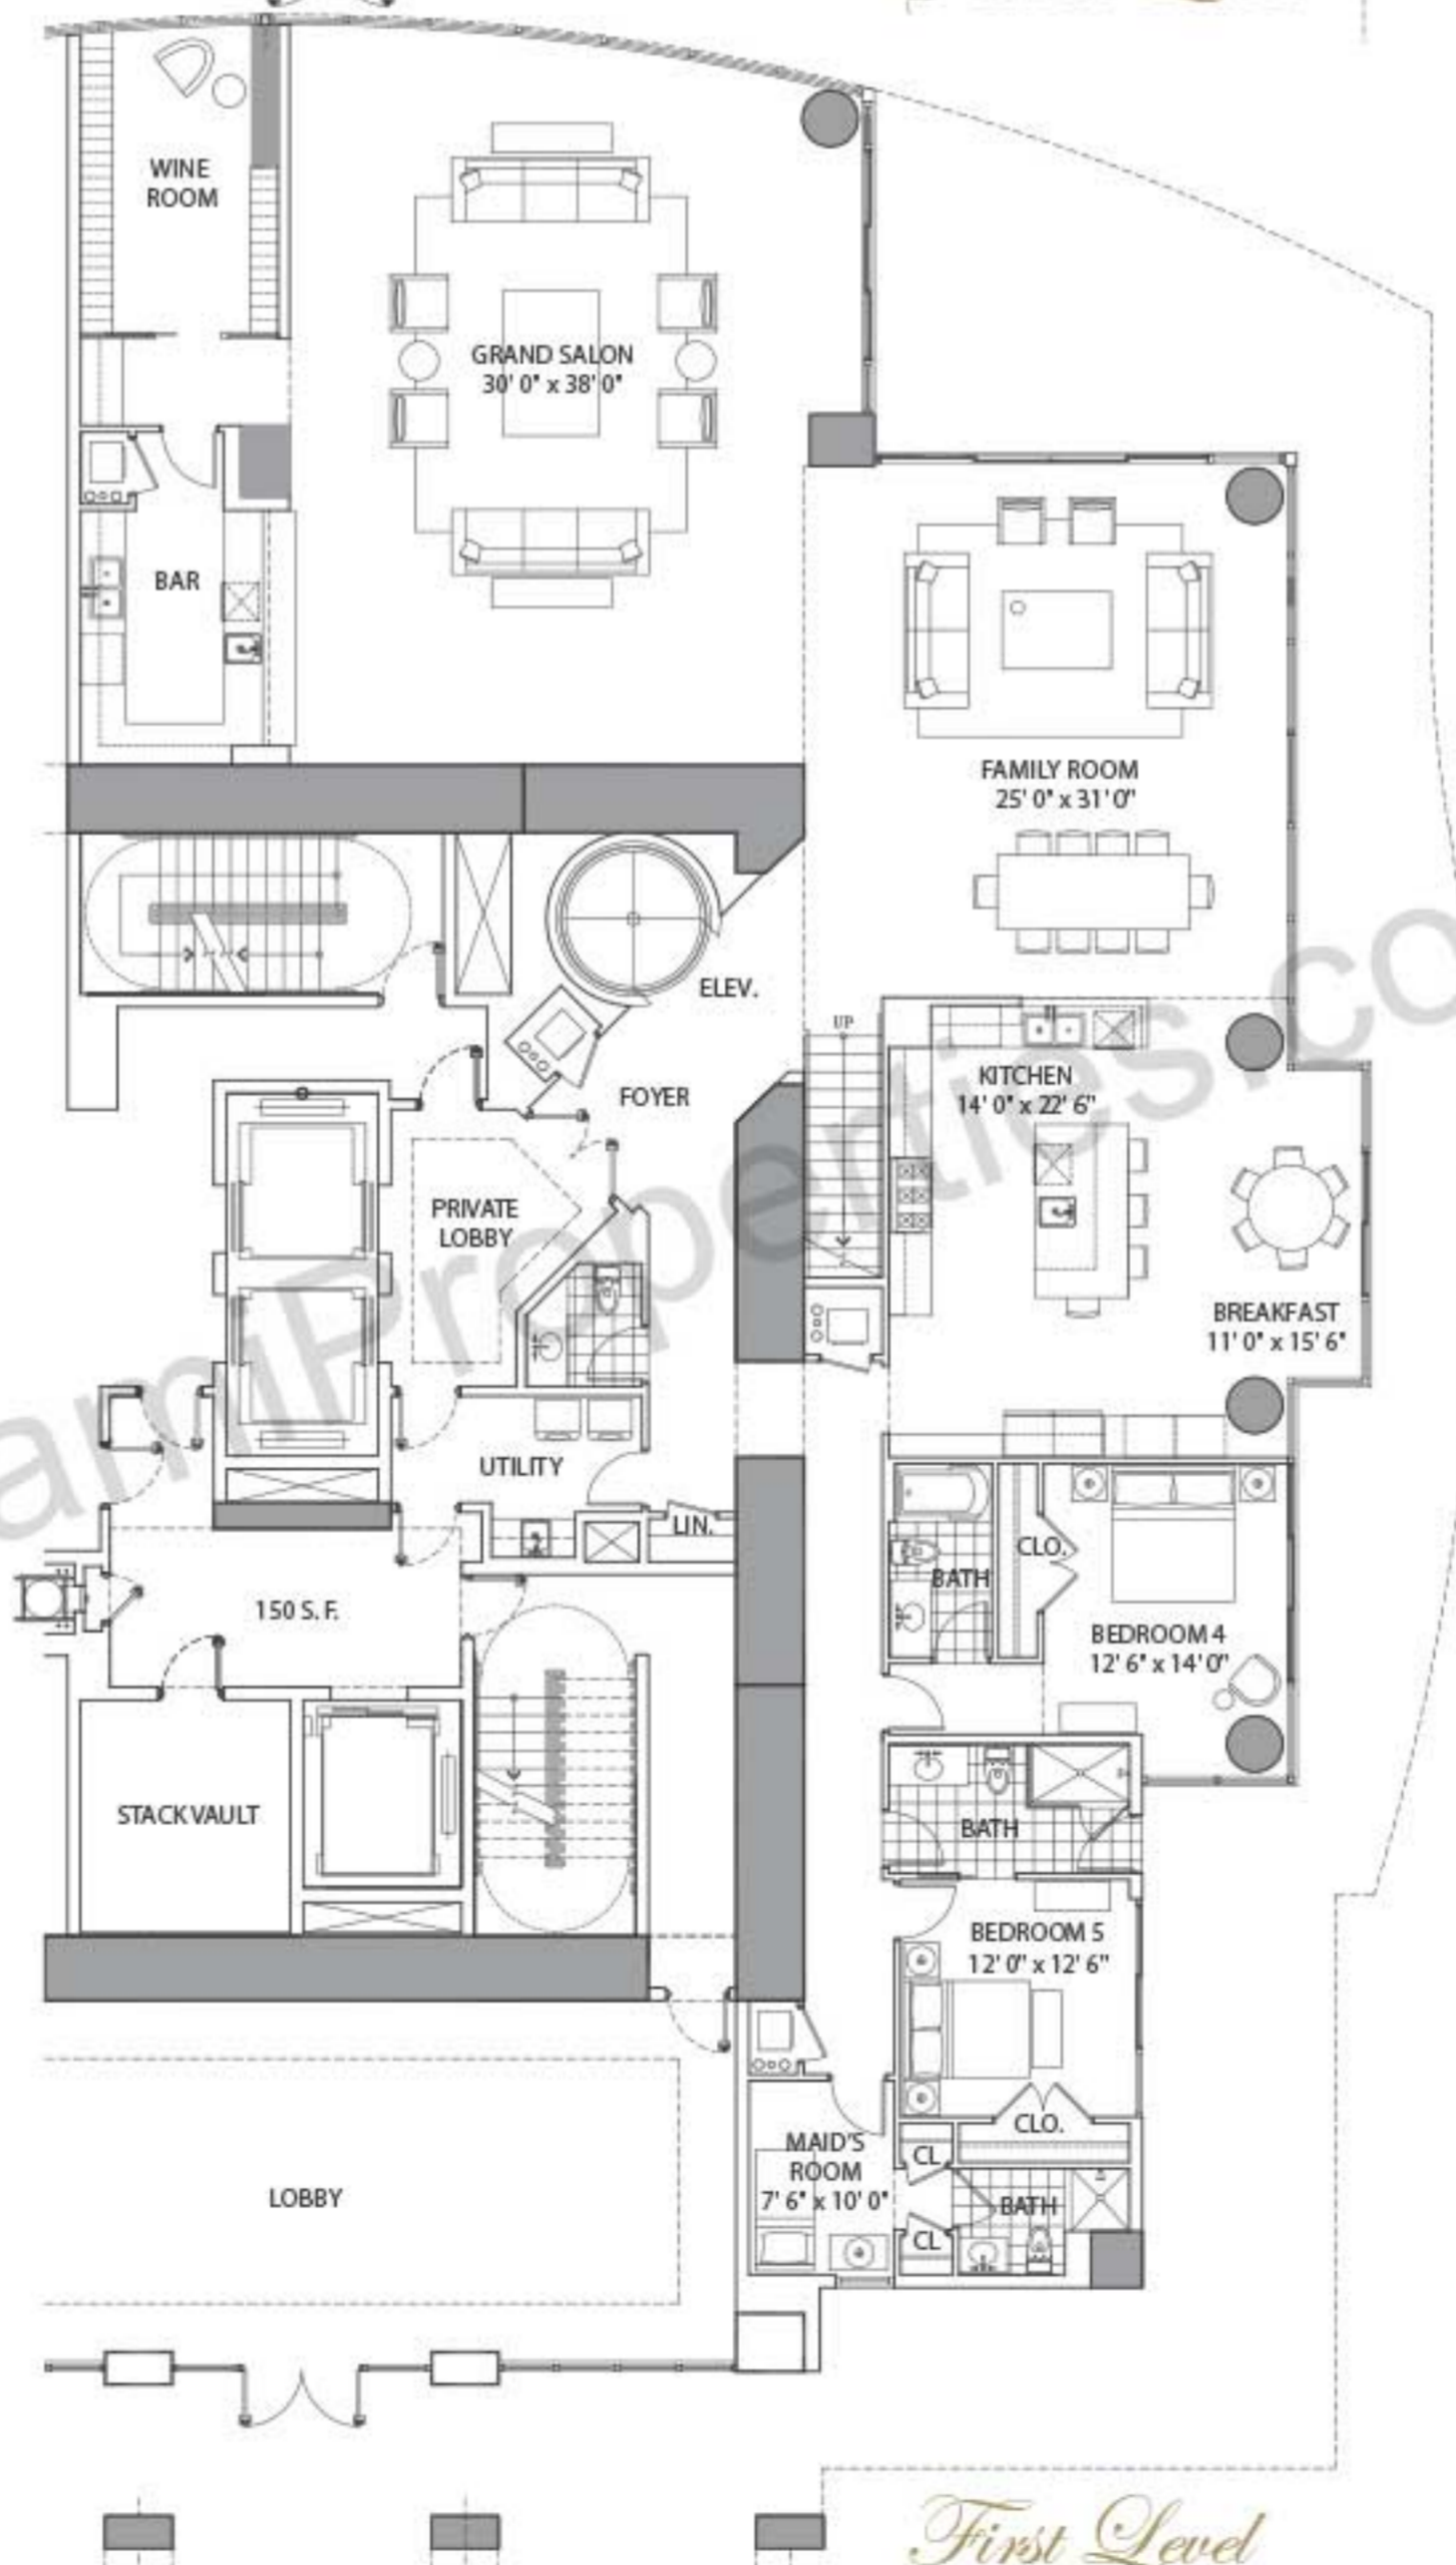 WINE
ROOM
GRAND SALON
30' 0" x 38' 0"
BAR
FAMILY ROOM
25' 0" x 31' 0"
ELEV.
UP
KITCHEN
14' 0" x 22' 6"
FOYER
PRIVATE
LOBBY
BREAKFAST
11' 0" x 15' 6"
UTILITY
LIN.
CLO.
BATH
150 S. F.
BEDROOM 4
12' 6" x 14' 0"
STACK VAULT
BATH
BEDROOM 5
12' 0" x 12' 6"
CLO.
MAID'S
ROOM
7' 6" x 10' 0"
CL
BATH
CL
LOBBY
amiProperties.co
First Level